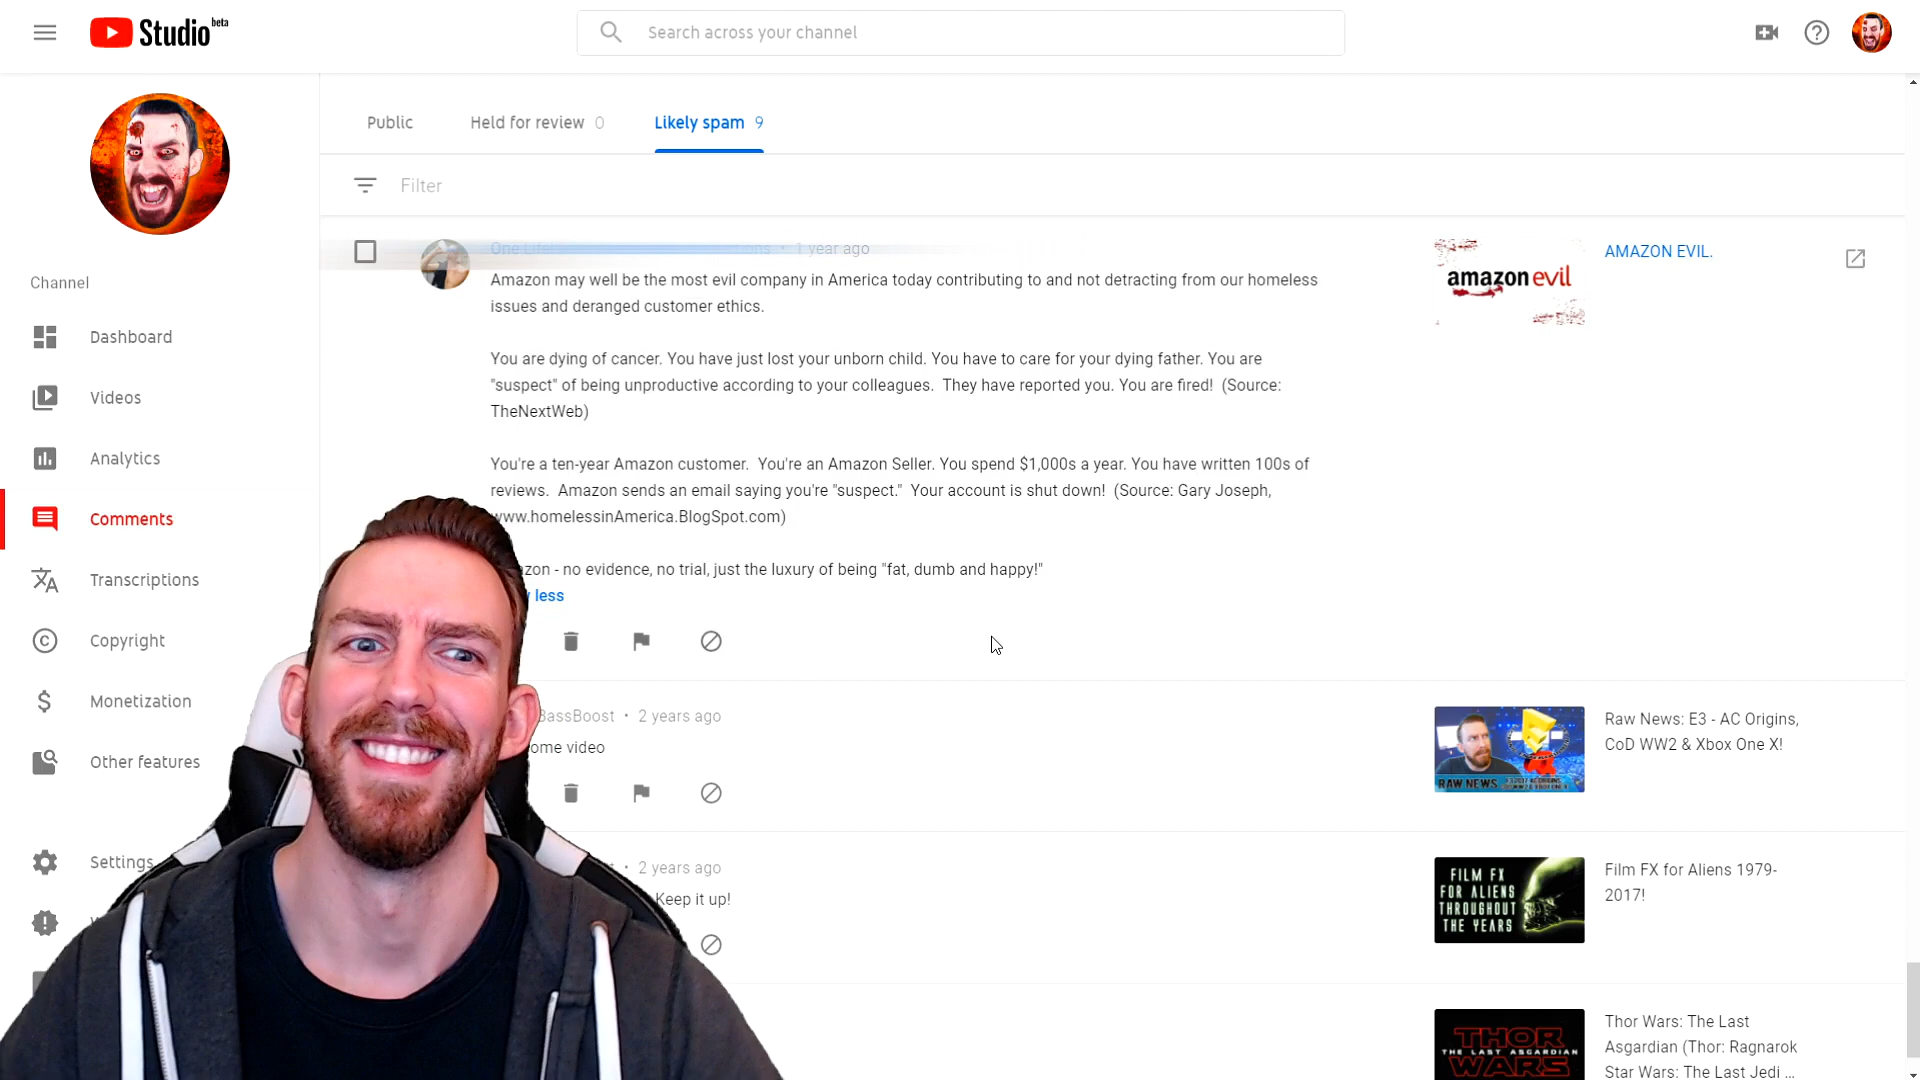 Studio beta
Search across your channel
Public
Held for review 0
Likely spam 9
Filter
Channel
Dashboard
Videos
Analytics
Comments
Transcriptions
Copyright
Monetization
Other features
Settings
One Life! • 1 year ago
Amazon may well be the most evil company in America today contributing to and not detracting from our homeless
issues and deranged customer ethics.
You are dying of cancer. You have just lost your unborn child. You have to care for your dying father. You are
"suspect" of being unproductive according to your colleagues.  They have reported you. You are fired!  (Source:
TheNextWeb)
You're a ten-year Amazon customer.  You're an Amazon Seller. You spend $1,000s a year. You have written 100s of
reviews.  Amazon sends an email saying you're "suspect."  Your account is shut down!  (Source: Gary Joseph,
www.homelessinAmerica.BlogSpot.com)
- no evidence, no trial, just the luxury of being "fat, dumb and happy!"
less
amazon evil
AMAZON EVIL.
BassBoost • 2 years ago
video
RAW NEWS
Raw News: E3 - AC Origins,
CoD WW2 & Xbox One X!
• 2 years ago
Keep it up!
FILM FX
FOR ALIENS
THROUGHOUT
THE YEARS
Film FX for Aliens 1979-
2017!
THOR
THE LAST ASGARDIAN
WARS
Thor Wars: The Last
Asgardian (Thor: Ragnarok
Star Wars: The Last Jedi ...